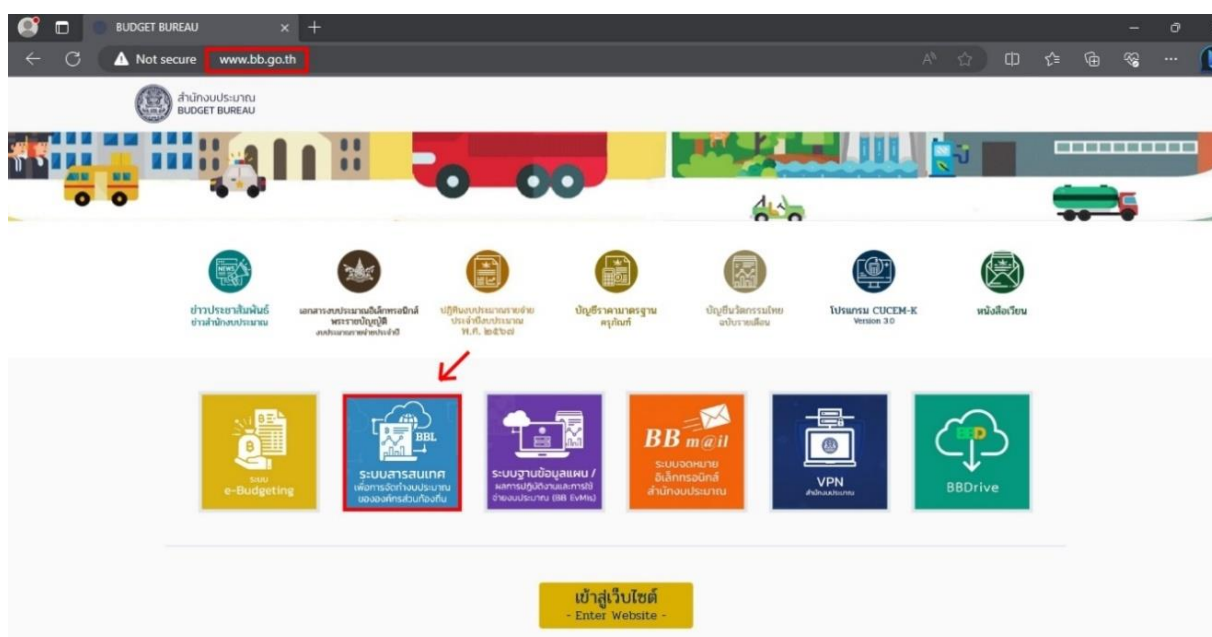 BUDGET BUREAU
Not secure
www.bb.go.th
สำนักงบประมาณ
BUDGET BUREAU
NEWS
ข่าวประชาสัมพันธ์
ข่าวสำนักงบประมาณ
เอกสารงบประมาณอิเล็กทรอนิกส์
พระราชบัญญัติ
งบประมาณรายจ่ายประจำปี
ปฏิทินงบประมาณรายจ่าย
ประจำปีงบประมาณ
พ.ศ. ๒๕๖๗
บัญชีราคามาตรฐาน
ครุภัณฑ์
บัญชีนวัตกรรมไทย
ฉบับรายเดือน
โปรแกรม CUCEM-K
Version 3.0
หนังสือเวียน
ระบบ
e-Budgeting
BBL
ระบบสารสนเทศ
เพื่อการจัดทำงบประมาณ
ขององค์กรส่วนท้องถิ่น
ระบบฐานข้อมูลแผน /
ผลการปฏิบัติงานและการใช้
จ่ายงบประมาณ (BB EvMis)
BB m@il
ระบบจดหมาย
อิเล็กทรอนิกส์
สำนักงบประมาณ
VPN
สำนักงบประมาณ
BBD
BBDrive
เข้าสู่เว็บไซต์
- Enter Website -